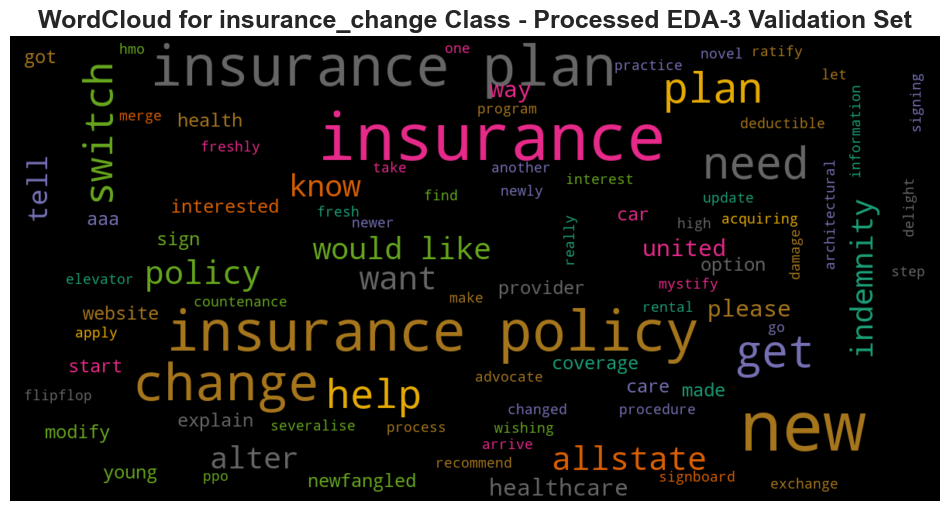 WordCloud for insurance_change Class - Processed EDA-3 Validation Set
got
hmo
insurance plan
one
practice
novel
ratify
let
signing
switch
merge
health
freshly
way
program
plan
deductible
information
insurance
tell
aaa
interested
know
take
another
newly
find
interest
need
update
architectural
delight
fresh
newer
really
car
high
acquiring
damage
sign
would like
united
option
indemnity
step
elevator
policy
want
provider
mystify
countenance
make
rental
please
website
apply
insurance policy
go
get
start
change
help
advocate
coverage
care
made
flipflop
explain
severalise
process
changed
wishing
procedure
new
modify
alter
arrive
recommend
allstate
signboard
young
ppo
newfangled
healthcare
exchange